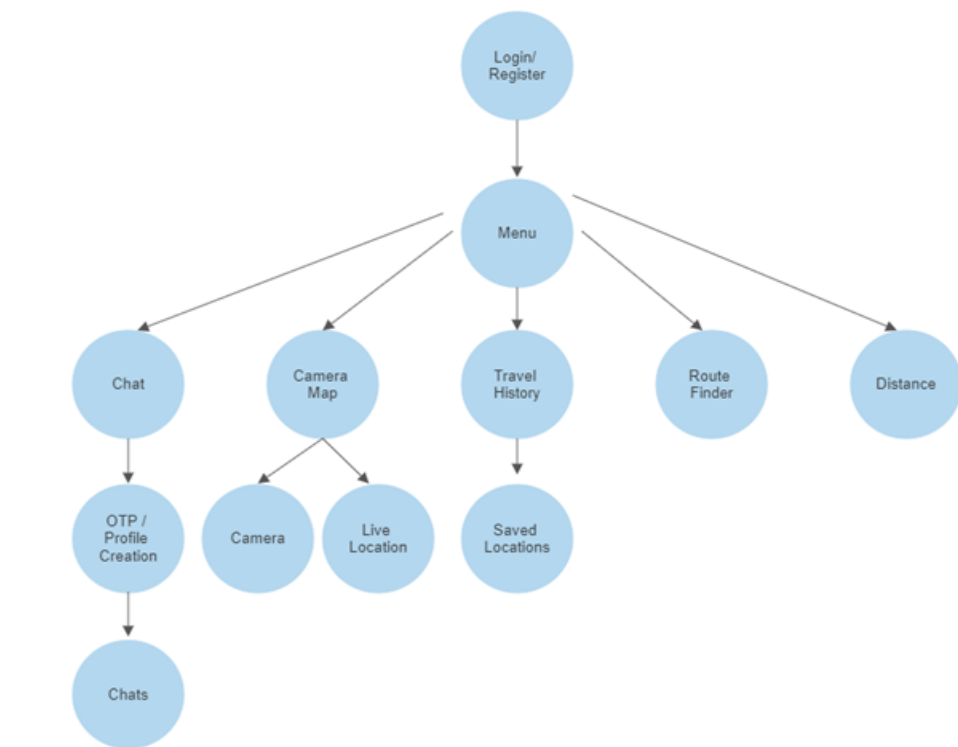 Login/
Register
Menu
Chat
Camera
Map
Travel
History
Route
Finder
Distance
OTP /
Profile
Creation
Camera
Live
Location
Saved
Locations
Chats